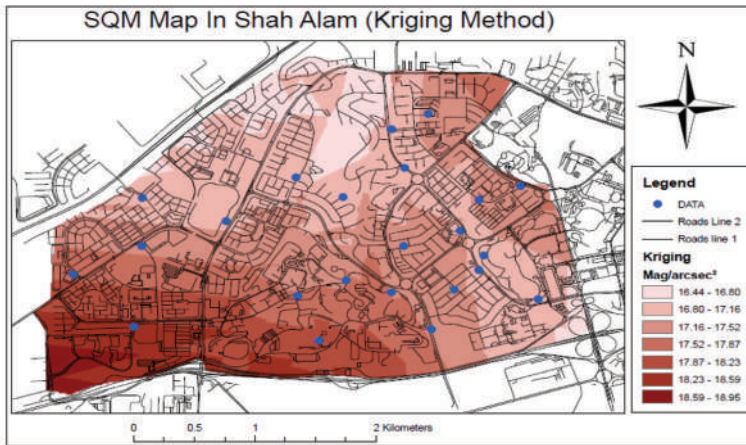 SQM Map In Shah Alam (Kriging Method)
N
Legend
DATA
Roads Line 2
Roads line 1
Kriging
Mag/arcsec²
16.44 - 16.80
16.80 - 17.16
17.16 - 17.52
17.52 - 17.87
17.87 - 18.23
18.23 - 18.59
18.59 - 18.95
0 0.5 1 2 Kilometers